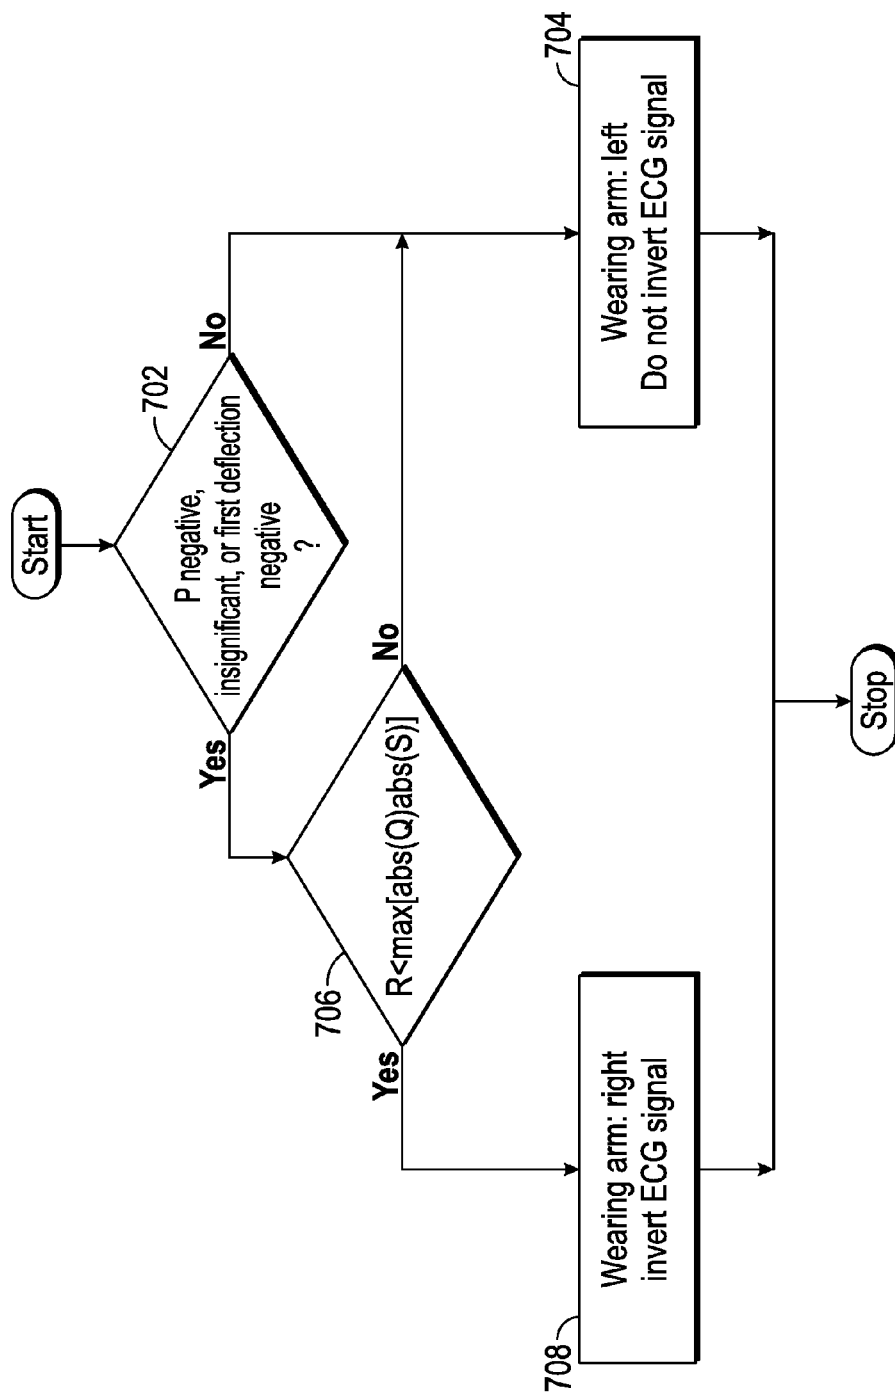 Start
702
P negative,
insignificant, or first deflection
negative
?
Yes
No
706
R<max[abs(Q)abs(S)]
Yes
No
708
Wearing arm: right
invert ECG signal
704
Wearing arm: left
Do not invert ECG signal
Stop